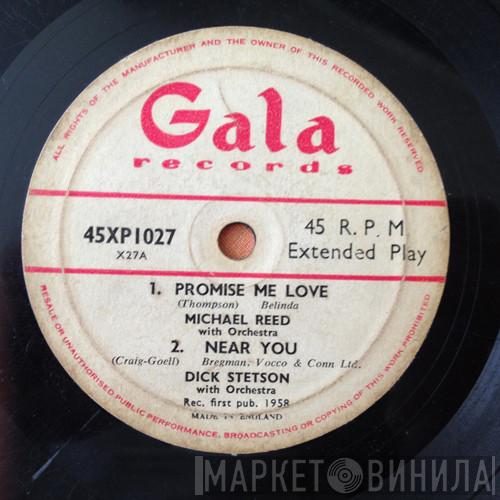 ALL RIGHTS OF THE MANUFACTURER AND THE OWNER OF THIS RECORDED WORK RESERVED
Gala
records
45XP1027
X27A
45 R.P.M
Extended Play
1. PROMISE ME LOVE
(Thompson) Belinda
MICHAEL REED
with Orchestra
2. NEAR YOU
(Craig-Goell) Bregman, Vocco & Conn Ltd.
DICK STETSON
with Orchestra
Rec. first pub. 1958
MADE IN ENGLAND
RESALE OR UNAUTHORISED PUBLIC PERFORMANCE, BROADCASTING OR COPYING OF THIS WORK PROHIBITED
МАРКЕТ ВИНИЛА